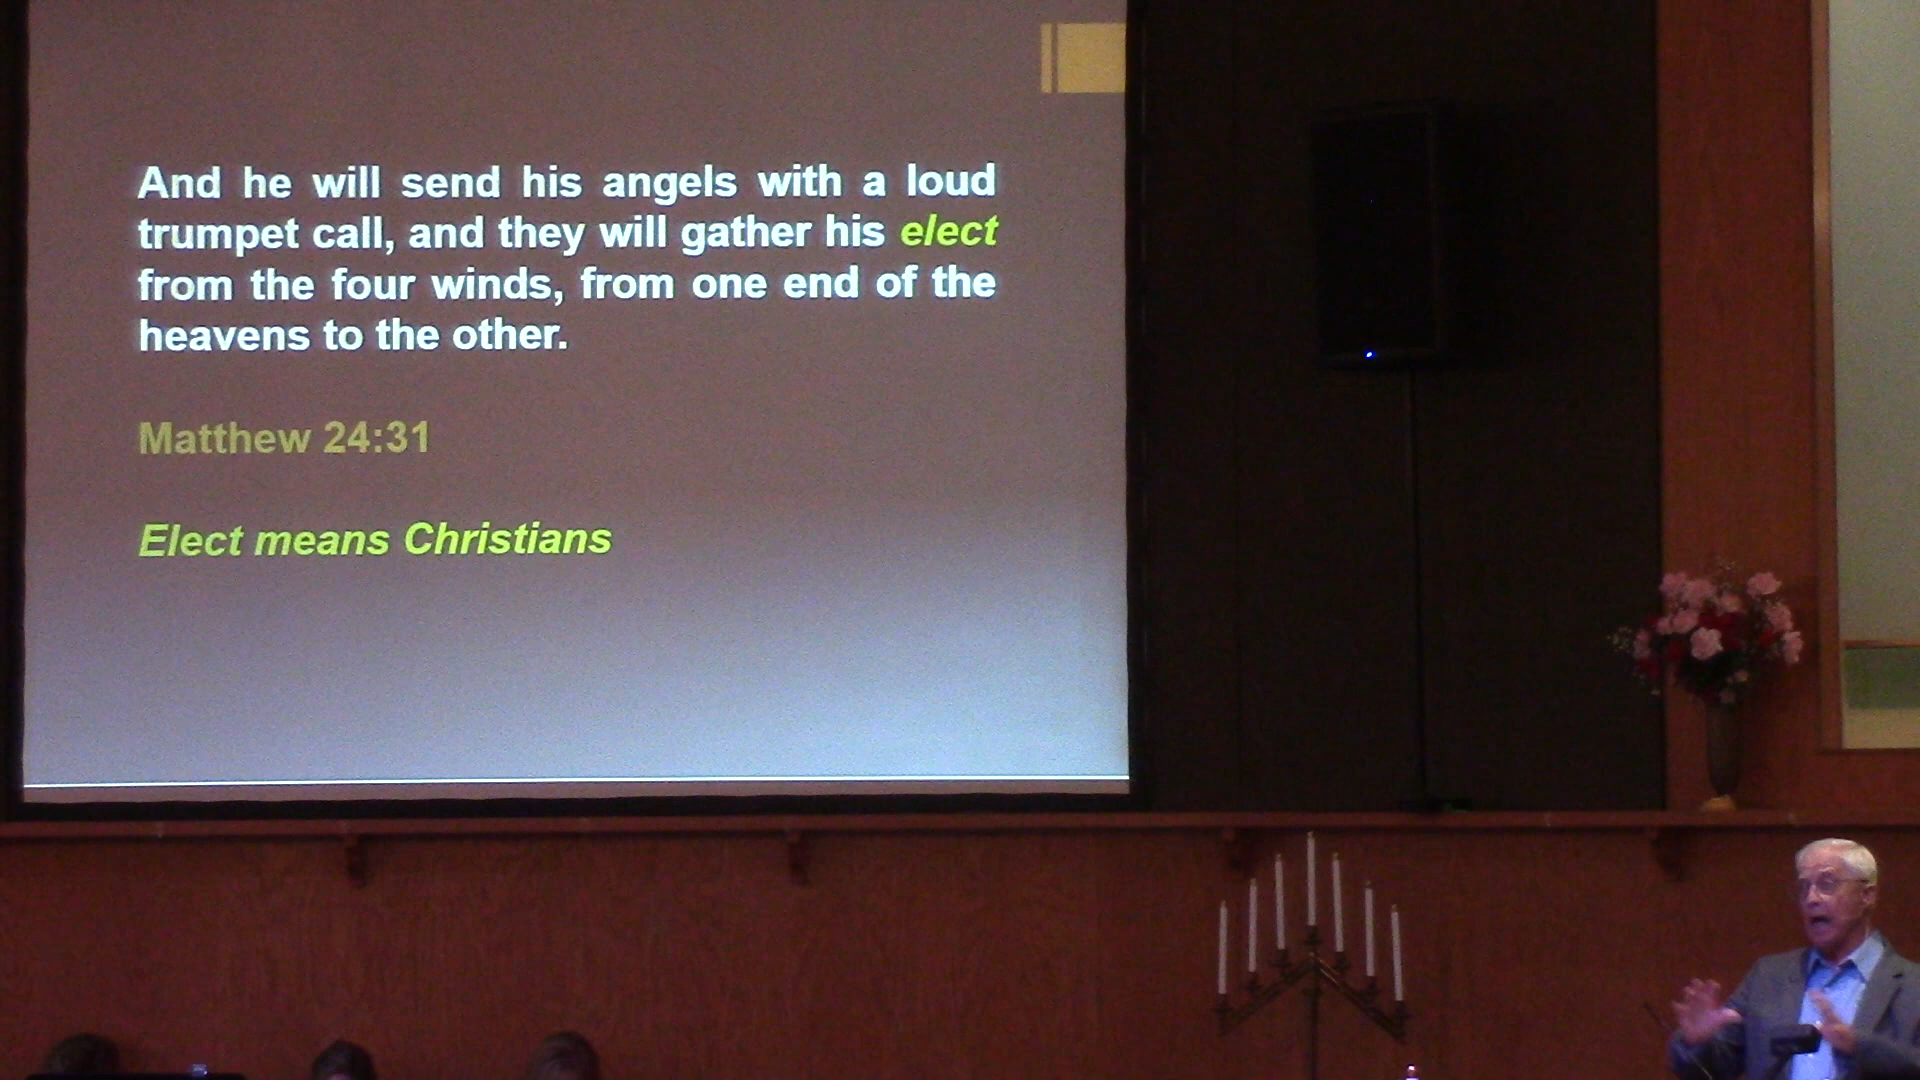 And he will send his angels with a loud
trumpet call, and they will gather his elect
from the four winds, from one end of the
heavens to the other.
Matthew 24:31
Elect means Christians